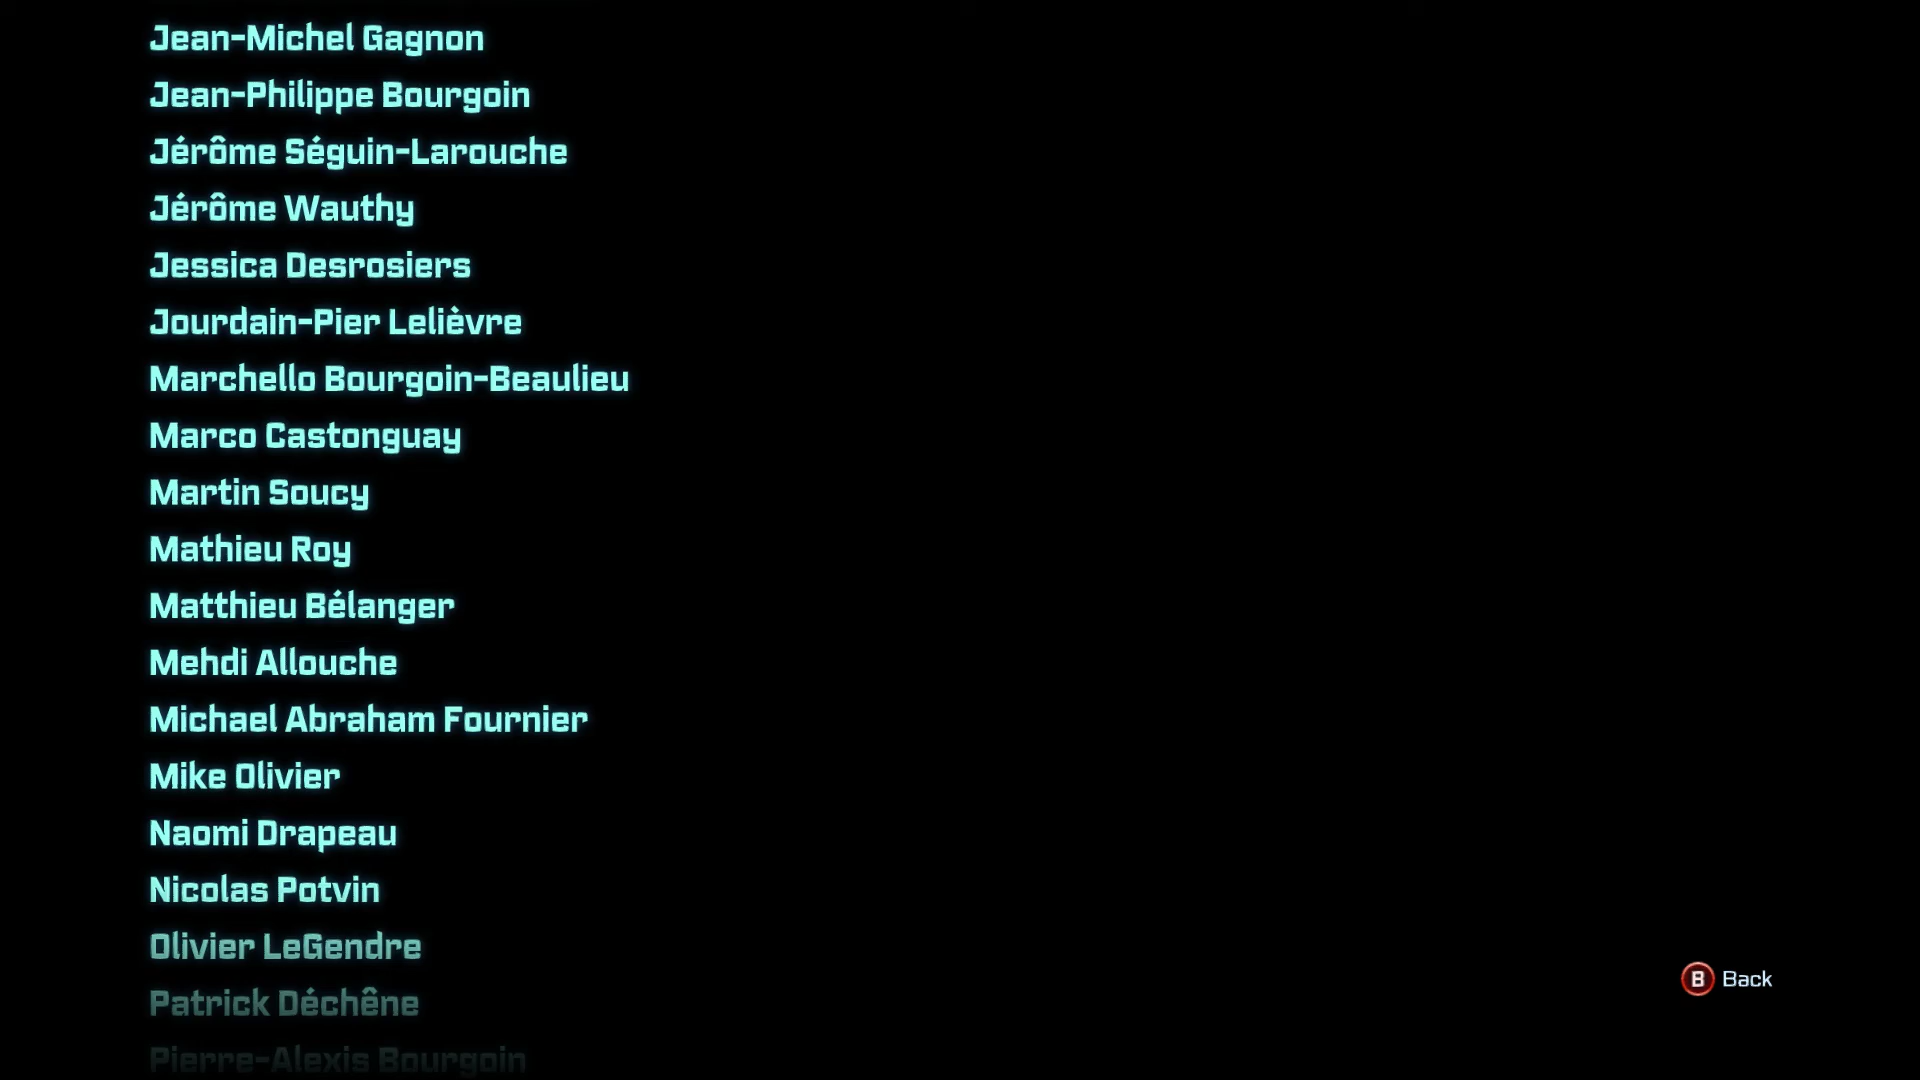 Jean-Michel Gagnon
Jean-Philippe Bourgoin
Jérôme Séguin-Larouche
Jérôme Wauthy
Jessica Desrosiers
Jourdain-Pier Lelièvre
Marchello Bourgoin-Beaulieu
Marco Castonguay
Martin Soucy
Mathieu Roy
Matthieu Bélanger
Mehdi Allouche
Michael Abraham Fournier
Mike Olivier
Naomi Drapeau
Nicolas Potvin
Olivier LeGendre
Patrick Déchêne
B Back
Pierre-Alexis Bourgoin